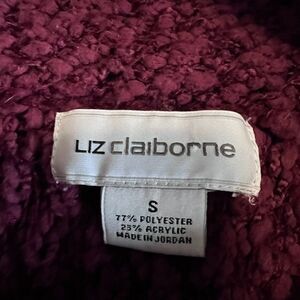 LIZ claiborne
S
77% POLYESTER
23% ACRYLIC
MADE IN JORDAN